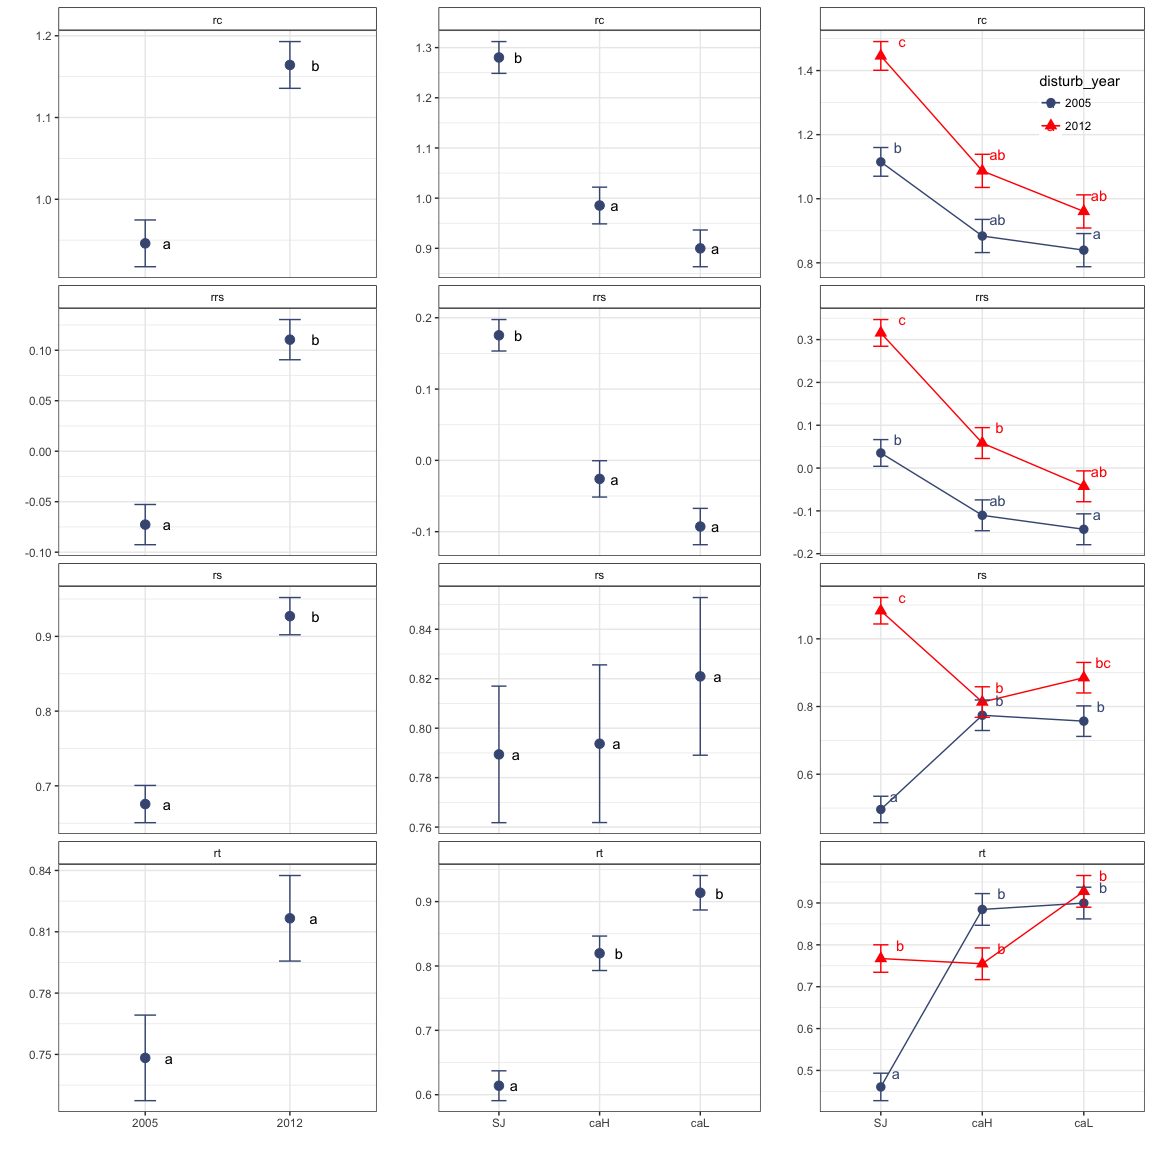 rc
1.2
1.1
1.0
a
b
rc
1.3
1.2
1.1
1.0
0.9
b
a
a
rc
1.4
1.2
1.0
0.8
c
b
ab
ab
ab
a
disturb_year
2005
2012
rrs
0.10
0.05
0.00
-0.05
-0.10
a
b
rrs
0.2
0.1
0.0
-0.1
b
a
a
rrs
0.3
0.2
0.1
0.0
-0.1
-0.2
c
b
b
ab
ab
a
rs
0.9
0.8
0.7
a
b
rs
0.84
0.82
0.80
0.78
0.76
a
a
a
rs
1.0
0.8
0.6
c
a
b
b
bc
b
rt
0.84
0.81
0.78
0.75
a
a
2005 2012
rt
0.9
0.8
0.7
0.6
a
b
b
SJ caH caL
rt
0.9
0.8
0.7
0.6
0.5
b
a
b
b
b
b
SJ caH caL